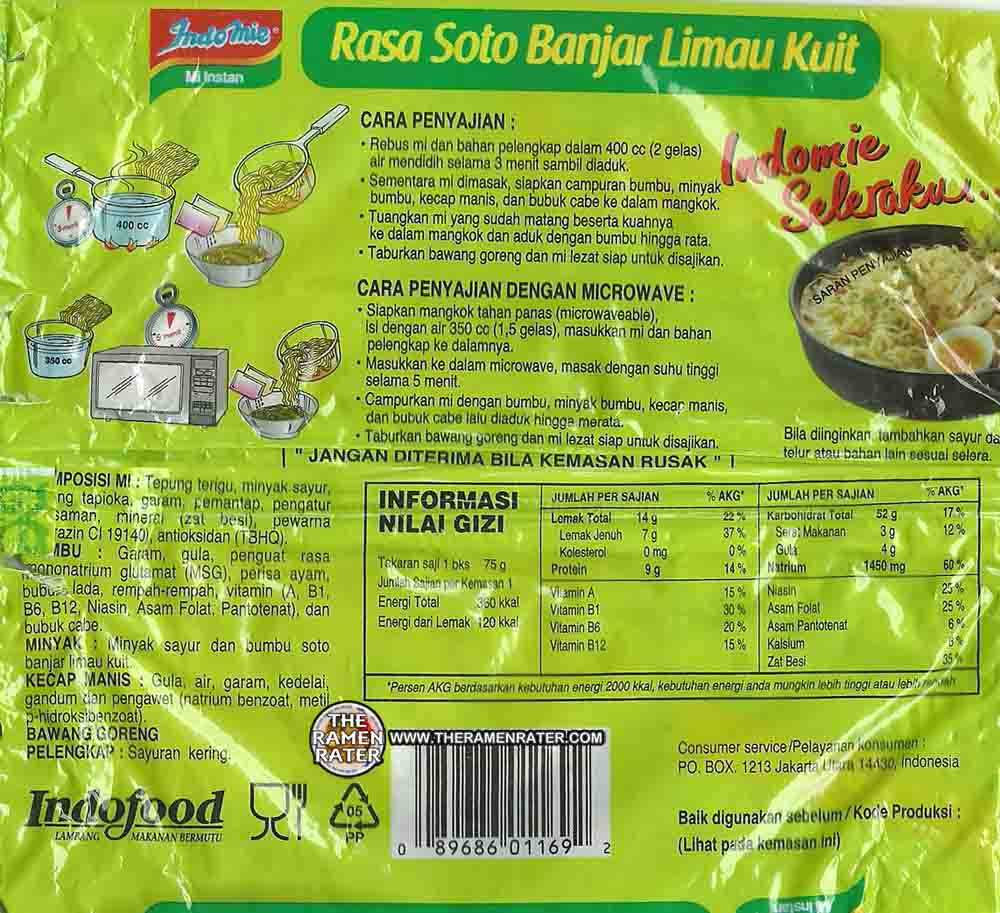 Indomie
Mi Instan
Rasa Soto Banjar Limau Kuit
CARA PENYAJIAN :
• Rebus mi dan bahan pelengkap dalam 400 cc (2 gelas)
air mendidih selama 3 menit sambil diaduk.
• Sementara mi dimasak, siapkan campuran bumbu, minyak
bumbu, kecap manis, dan bubuk cabe ke dalam mangkok.
• Tuangkan mi yang sudah matang beserta kuahnya
ke dalam mangkok dan aduk dengan bumbu hingga rata.
• Taburkan bawang goreng dan mi lezat siap untuk disajikan.
3 menit
400 cc
Indomie
Seleraku...
SARAN PENYAJIAN
CARA PENYAJIAN DENGAN MICROWAVE :
• Siapkan mangkok tahan panas (microwaveable),
Isi dengan air 350 cc (1,5 gelas), masukkan mi dan bahan
pelengkap ke dalamnya.
• Masukkan ke dalam microwave, masak dengan suhu tinggi
selama 5 menit.
• Campurkan mi dengan bumbu, minyak bumbu, kecap manis,
dan bubuk cabe lalu diaduk hingga merata.
• Taburkan bawang goreng dan mi lezat siap untuk disajikan.
350 cc
5 menit
Bila diinginkan tambahkan sayur da
telur atau bahan lain sesuai selera.
" JANGAN DITERIMA BILA KEMASAN RUSAK "
MPOSISI MI : Tepung terigu, minyak sayur,
ng tapioka, garam, pemantap, pengatur
saman, mineral (zat besi), pewarna
azin CI 19140), antioksidan (TBHQ).
MBU : Garam, gula, penguat rasa
mononatrium glutamat (MSG), perisa ayam,
bubuk lada, rempah-rempah, vitamin (A, B1,
B6, B12, Niasin, Asam Folat, Pantotenat), dan
bubuk cabe.
MINYAK : Minyak sayur dan bumbu soto
banjar limau kuit.
KECAP MANIS : Gula, air, garam, kedelai,
gandum dan pengawet (natrium benzoat, metil
p-hidroksibenzoat).
BAWANG GORENG
PELENGKAP : Sayuran kering.
INFORMASI
NILAI GIZI
Takaran saji 1 bks 75 g
Jumlah Sajian per Kemasan 1
Energi Total 360 kkal
Energi dari Lemak 120 kkal
JUMLAH PER SAJIAN % AKG*
Lemak Total 14 g 22 %
Lemak Jenuh 7 g 37 %
Kolesterol 0 mg 0 %
Protein 9 g 14 %
Vitamin A 15 %
Vitamin B1 30 %
Vitamin B6 20 %
Vitamin B12 15 %
JUMLAH PER SAJIAN % AKG*
Karbohidrat Total 52 g 17 %
Serat Makanan 3 g 12 %
Gula 4 g
Natrium 1450 mg 60 %
Niasin 25 %
Asam Folat 25 %
Asam Pantotenat 6 %
Kalsium
Zat Besi 35 %
*Persen AKG berdasarkan kebutuhan energi 2000 kkal, kebutuhan energi anda mungkin lebih tinggi atau lebih rendah
THE
RAMEN
RATER
WWW.THERAMENRATER.COM
Indofood
LAMBANG MAKANAN BERMUTU
05
PP
0 89686 01169 2
Consumer service/Pelayanan konsumen :
PO. BOX. 1213 Jakarta Utara 14430, Indonesia
Baik digunakan sebelum / Kode Produksi :
(Lihat pada kemasan ini)
Mi Instan